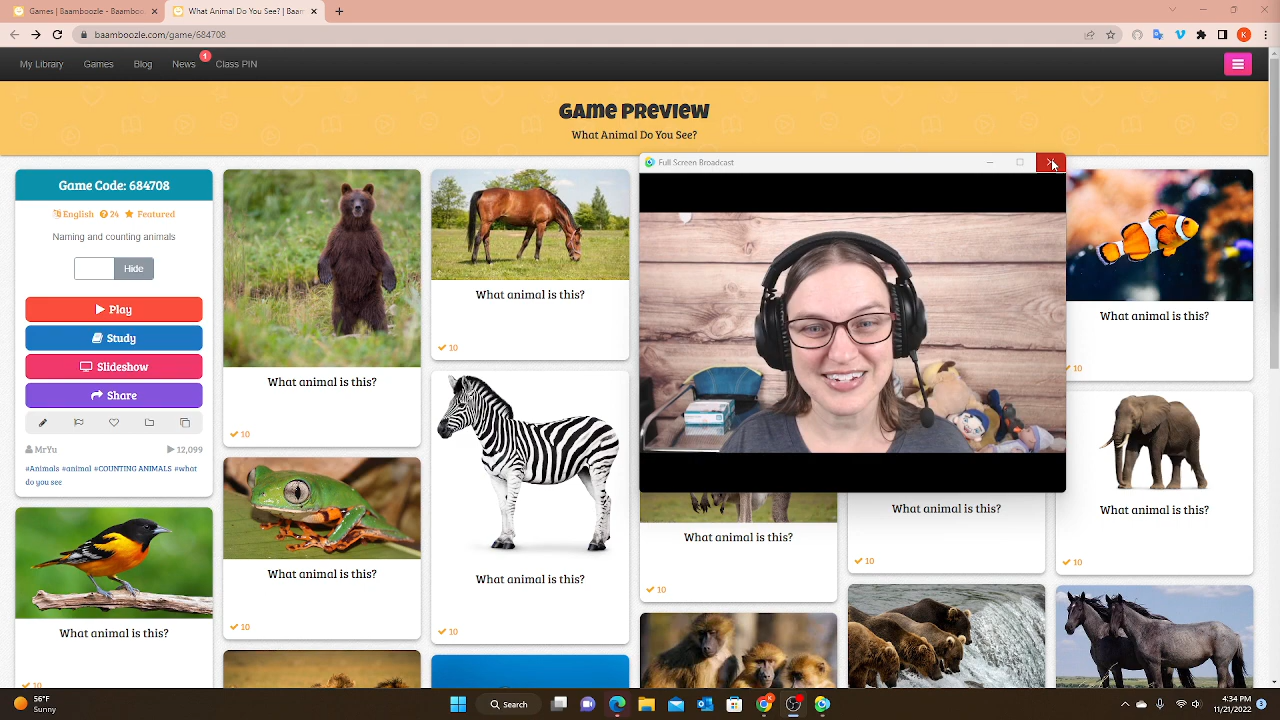 Games | Baamboozle - Baamboo
What Animal Do You See? | Baam
baamboozle.com/game/684708
K
My Library
Games
Blog
News
1
Class PIN
GAME PREVIEW
What Animal Do You See?
Full Screen Broadcast
Game Code: 684708
English
24
Featured
Naming and counting animals
Hide
Play
Study
Slideshow
Share
MrYu
12,099
#Animals #animal #COUNTING ANIMALS #what
do you see
What animal is this?
What animal is this?
10
What animal is this?
10
What animal is this?
10
What animal is this?
10
What animal is this?
10
What animal is this?
10
What animal is this?
10
What animal is this?
10
What animal is this?
10
56°F
Sunny
Search
4:34 PM
11/27/2022
3